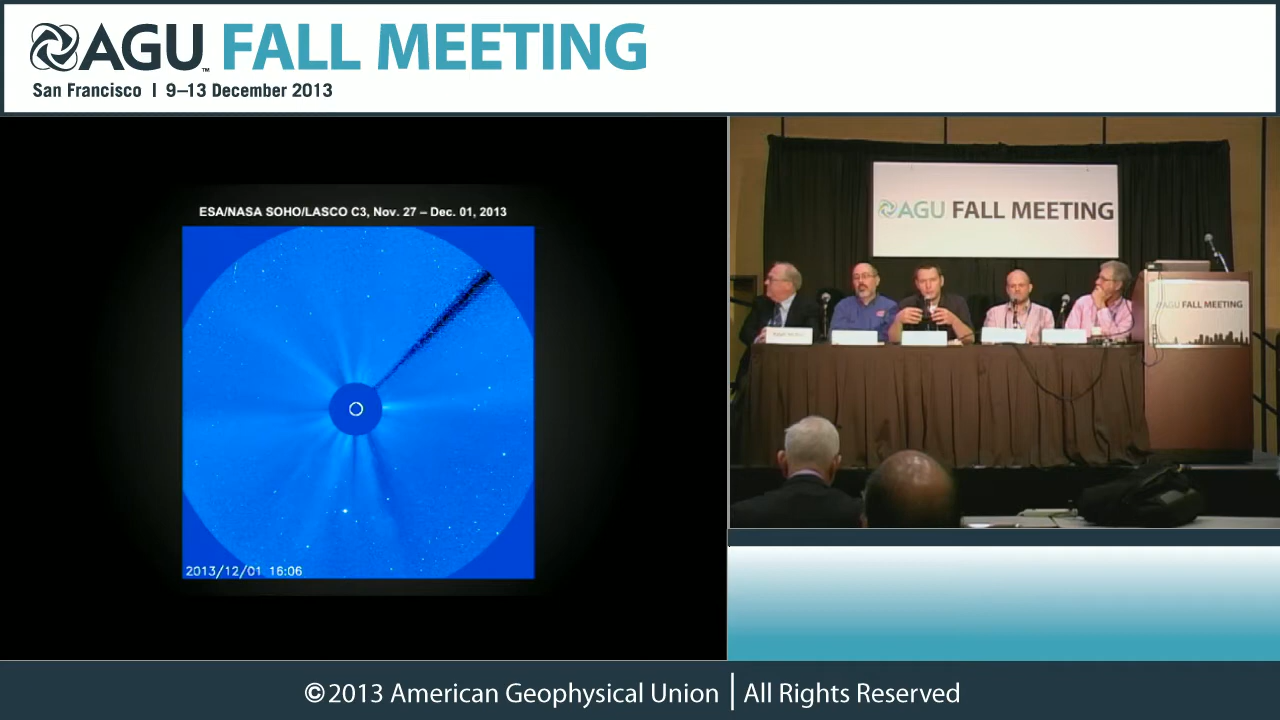 AGU FALL MEETING
San Francisco | 9–13 December 2013
ESA/NASA SOHO/LASCO C3, Nov. 27 – Dec. 01, 2013
2013/12/01 16:06
AGU FALL MEETING
AGU FALL MEETING
©2013 American Geophysical Union | All Rights Reserved